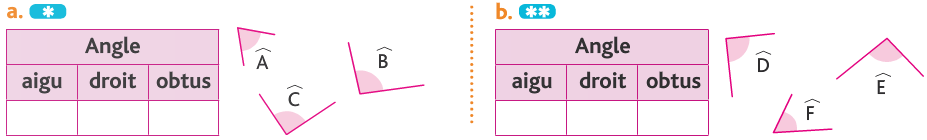 a. *
Angle
aigu droit obtus
Â
B̂
Ĉ
b. **
Angle
aigu droit obtus
D̂
Ê
F̂